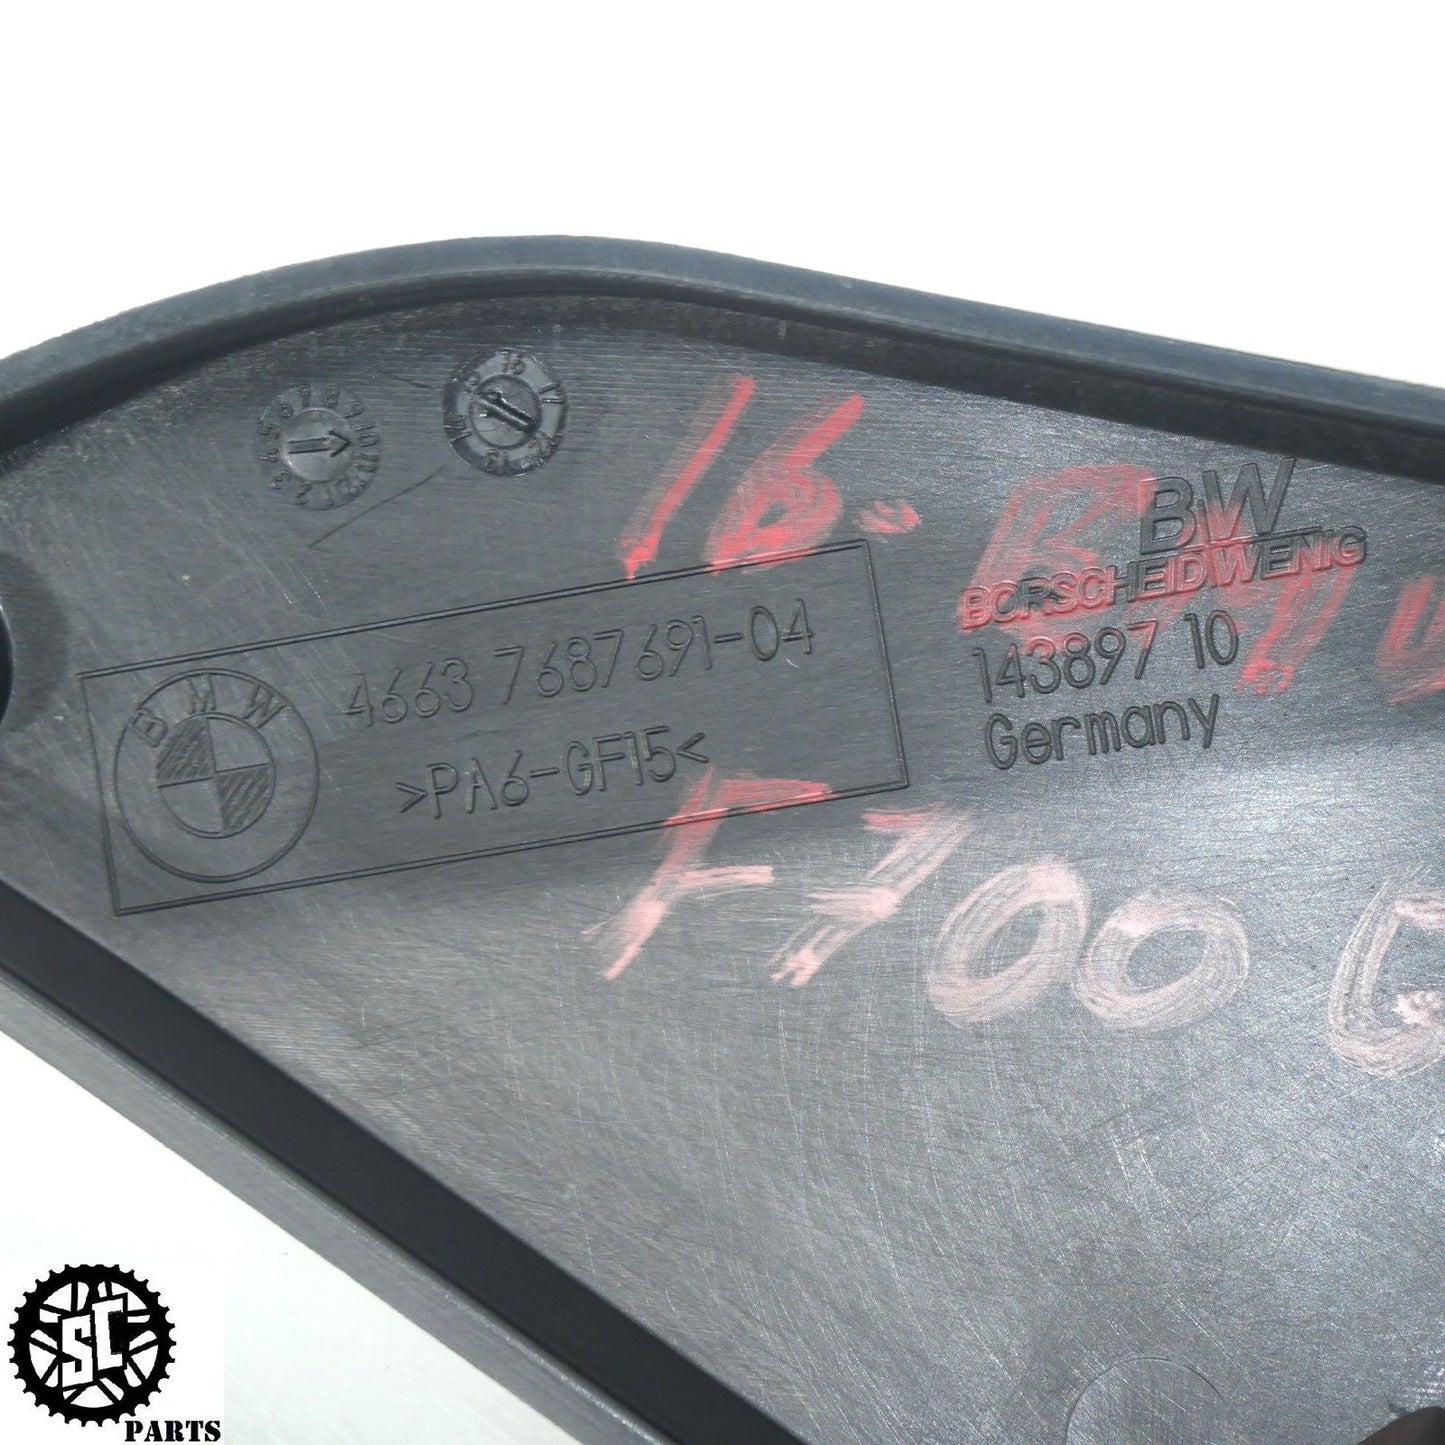 16.
BW
BORSCHEIDWENIG
143897 10
Germany
BMW
4663 7687691-04
>PA6-GF15<
F700 G
SC
PARTS